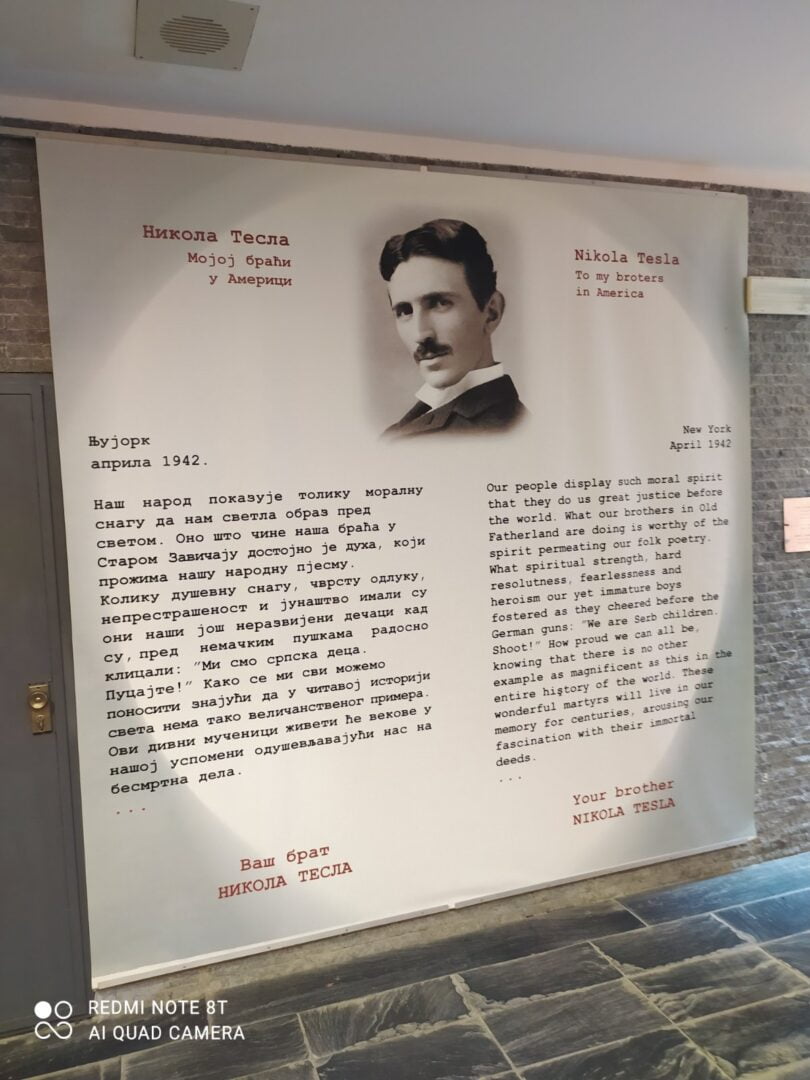 Никола Тесла
Мојој браћи
у Америци
Nikola Tesla
To my broters
in America
Њујорк
априла 1942.
Наш народ показује толику моралну
снагу да нам светла образ пред
светом. Оно што чине наша браћа у
Старом Завичају достојно је духа, који
прожима нашу народну пјесму.
Колику душевну снагу, чврсту одлуку,
непрестрашеност и јунаштво имали су
они наши још неразвијени дечаци кад
су, пред немачким пушкама радосно
клицали: "Ми смо српска деца.
Пуцајте!" Како се ми сви можемо
поносити знајући да у читавој историји
света нема тако величанственог примера.
Ови дивни мученици живети ће векове у
нашој успомени одушевљавајући нас на
бесмртна дела.
...
Ваш брат
НИКОЛА ТЕСЛА
New York
April 1942
Our people display such moral spirit
that they do us great justice before
the world. What our brothers in Old
Fatherland are doing is worthy of the
spirit permeating our folk poetry.
What spiritual strength, hard
resolutness, fearlessness and
heroism our yet immature boys
fostered as they cheered before the
German guns: "We are Serb children.
Shoot!" How proud we can all be,
knowing that there is no other
example as magnificent as this in the
entire history of the world. These
wonderful martyrs will live in our
memory for centuries, arousing our
fascination with their immortal
deeds.
...
Your brother
NIKOLA TESLA
REDMI NOTE 8T
AI QUAD CAMERA